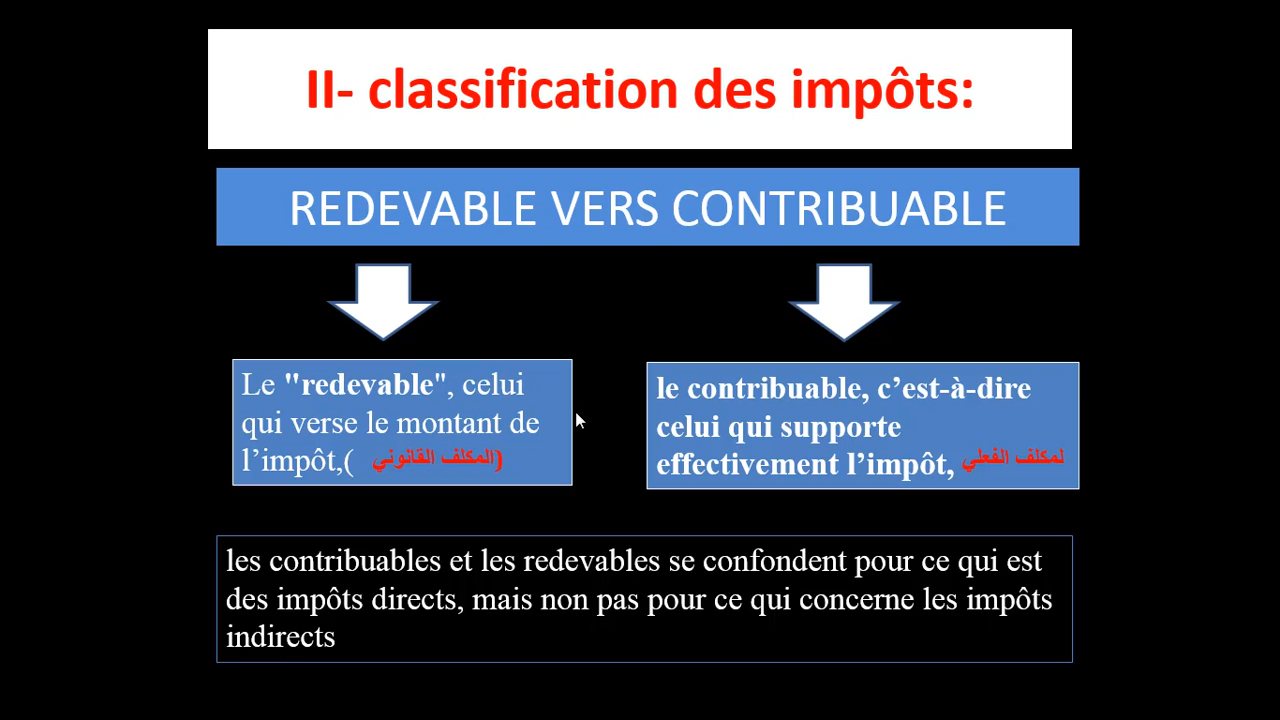 II- classification des impôts:
REDEVABLE VERS CONTRIBUABLE
Le "redevable", celui
qui verse le montant de
l’impôt,( المكلف القانوني)
le contribuable, c’est-à-dire
celui qui supporte
effectivement l’impôt, لمكلف الفعلي
les contribuables et les redevables se confondent pour ce qui est
des impôts directs, mais non pas pour ce qui concerne les impôts
indirects